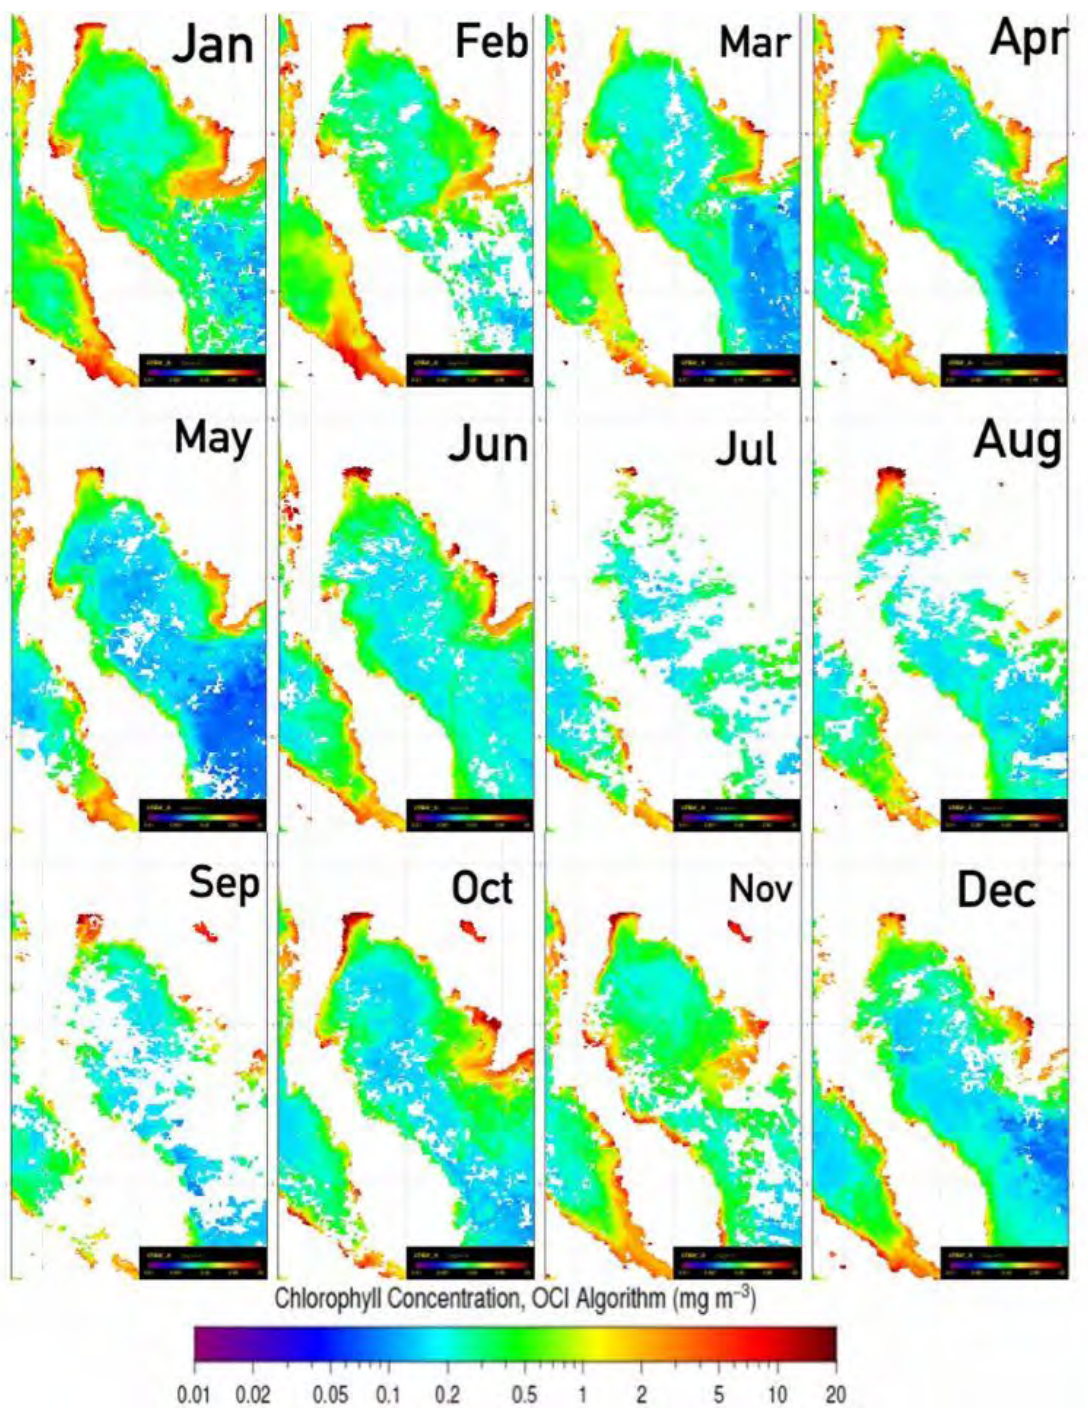 Jan
Feb
Mar
Apr
May
Jun
Jul
Aug
Sep
Oct
Nov
Dec
Chlorophyll Concentration, OCI Algorithm (mg m⁻³)
0.01 0.02 0.05 0.1 0.2 0.5 1 2 5 10 20